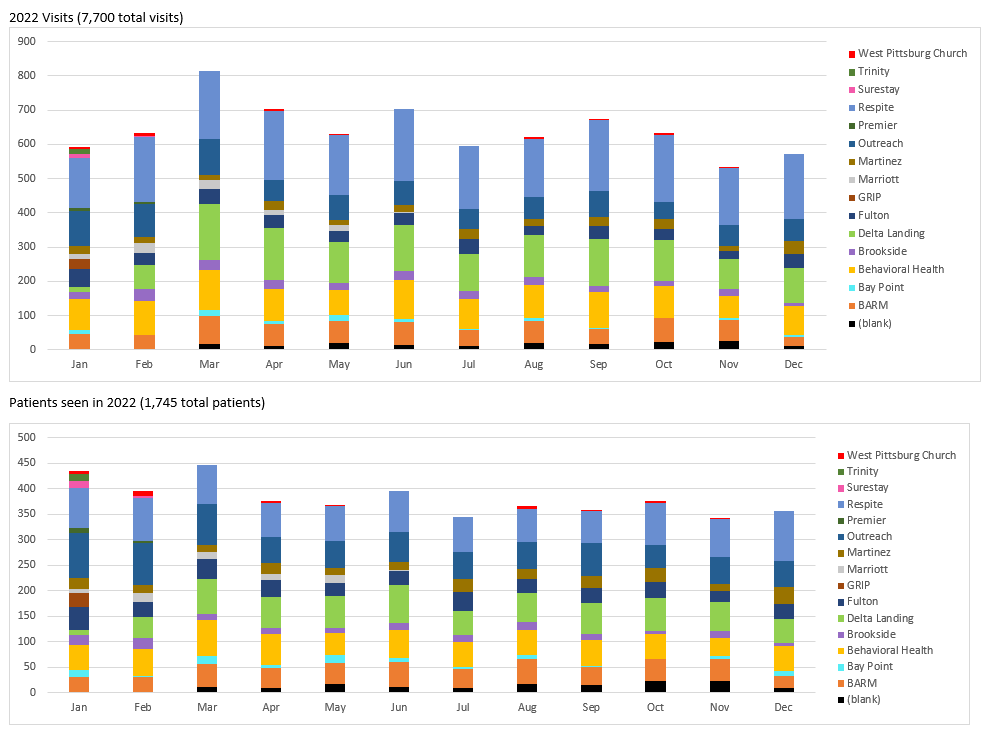 2022 Visits (7,700 total visits)
900
800
700
600
500
400
300
200
100
0
Jan Feb Mar Apr May Jun Jul Aug Sep Oct Nov Dec
West Pittsburg Church
Trinity
Surestay
Respite
Premier
Outreach
Martinez
Marriott
GRIP
Fulton
Delta Landing
Brookside
Behavioral Health
Bay Point
BARM
(blank)
Patients seen in 2022 (1,745 total patients)
500
450
400
350
300
250
200
150
100
50
0
Jan Feb Mar Apr May Jun Jul Aug Sep Oct Nov Dec
West Pittsburg Church
Trinity
Surestay
Respite
Premier
Outreach
Martinez
Marriott
GRIP
Fulton
Delta Landing
Brookside
Behavioral Health
Bay Point
BARM
(blank)